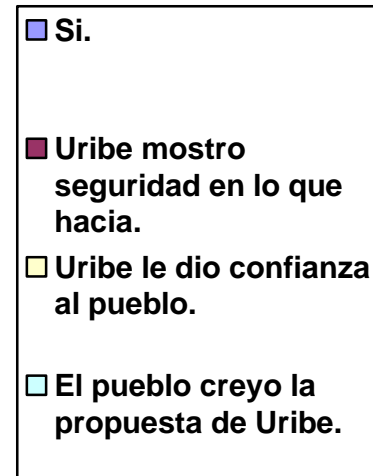 Si.
Uribe mostro
seguridad en lo que
hacia.
Uribe le dio confianza
al pueblo.
El pueblo creyo la
propuesta de Uribe.